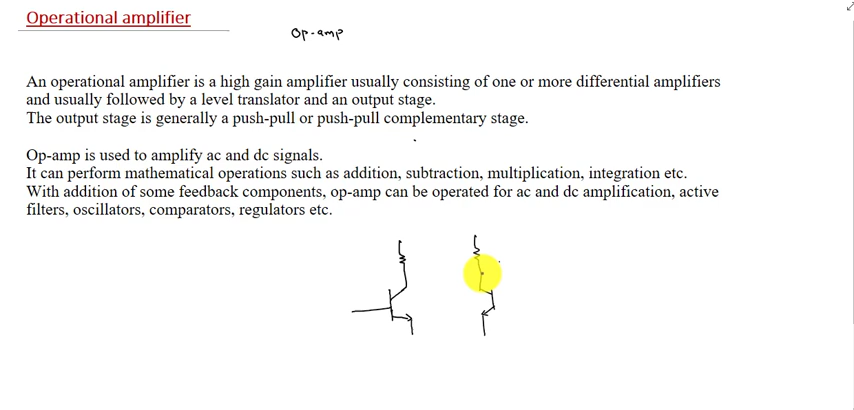 Operational amplifier
Op-amp
An operational amplifier is a high gain amplifier usually consisting of one or more differential amplifiers
and usually followed by a level translator and an output stage.
The output stage is generally a push-pull or push-pull complementary stage.
Op-amp is used to amplify ac and dc signals.
It can perform mathematical operations such as addition, subtraction, multiplication, integration etc.
With addition of some feedback components, op-amp can be operated for ac and dc amplification, active
filters, oscillators, comparators, regulators etc.